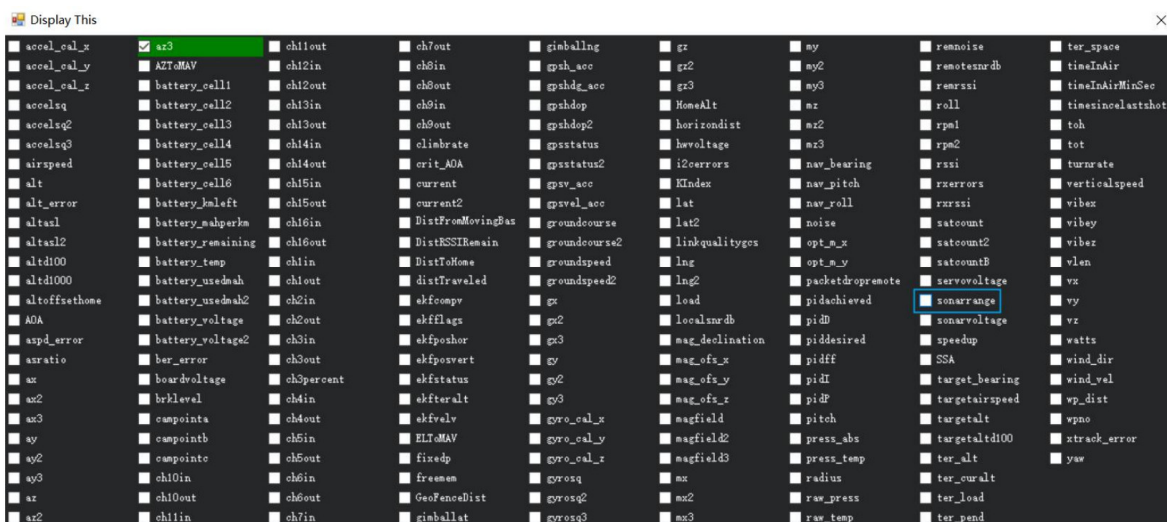 Display This
accel_cal_x
accel_cal_y
accel_cal_z
accelsq
accelsq2
accelsq3
airspeed
alt
alt_error
altasl
altasl2
altd100
altd1000
altoffsethome
AOA
aspd_error
asratio
ax
ax2
ax3
ay
ay2
ay3
az
az2
az3
AZToMAV
battery_cell1
battery_cell2
battery_cell3
battery_cell4
battery_cell5
battery_cell6
battery_kmleft
battery_mahperkm
battery_remaining
battery_temp
battery_usedmah
battery_usedmah2
battery_voltage
battery_voltage2
ber_error
boardvoltage
brklevel
campointa
campointb
campointc
ch10in
ch10out
ch11in
ch11out
ch12in
ch12out
ch13in
ch13out
ch14in
ch14out
ch15in
ch15out
ch16in
ch16out
ch1in
ch1out
ch2in
ch2out
ch3in
ch3out
ch3percent
ch4in
ch4out
ch5in
ch5out
ch6in
ch6out
ch7in
ch7out
ch8in
ch8out
ch9in
ch9out
climbrate
crit_AOA
current
current2
DistFromMovingBas
DistRSSIRemain
DistToHome
distTraveled
ekfcompv
ekfflags
ekfposhor
ekfposvert
ekfstatus
ekfteralt
ekfvelv
ELToMAV
fixedp
freemem
GeoFenceDist
gimballat
gimballng
gpsh_acc
gpshdg_acc
gpshdop
gpshdop2
gpsstatus
gpsstatus2
gpsv_acc
gpsvel_acc
groundcourse
groundcourse2
groundspeed
groundspeed2
gx
gx2
gx3
gy
gy2
gy3
gyro_cal_x
gyro_cal_y
gyro_cal_z
gyrosq
gyrosq2
gyrosq3
gz
gz2
gz3
HomeAlt
horizondist
hwvoltage
i2cerrors
KIndex
lat
lat2
linkqualitygcs
lng
lng2
load
localsnrdb
mag_declination
mag_ofs_x
mag_ofs_y
mag_ofs_z
magfield
magfield2
magfield3
mx
mx2
mx3
my
my2
my3
mz
mz2
mz3
nav_bearing
nav_pitch
nav_roll
noise
opt_m_x
opt_m_y
packetdropremote
pidachieved
pidD
piddesired
pidff
pidI
pidP
pitch
press_abs
press_temp
radius
raw_press
raw_temp
remnoise
remotesnrdb
remrssi
roll
rpm1
rpm2
rssi
rxerrors
rxrssi
satcount
satcount2
satcountB
servovoltage
sonarrange
sonarvoltage
speedup
SSA
target_bearing
targetairspeed
targetalt
targetaltd100
ter_alt
ter_curalt
ter_load
ter_pend
ter_space
timeInAir
timeInAirMinSec
timesincelastshot
toh
tot
turnrate
verticalspeed
vibex
vibey
vibez
vlen
vx
vy
vz
watts
wind_dir
wind_vel
wp_dist
wpno
xtrack_error
yaw